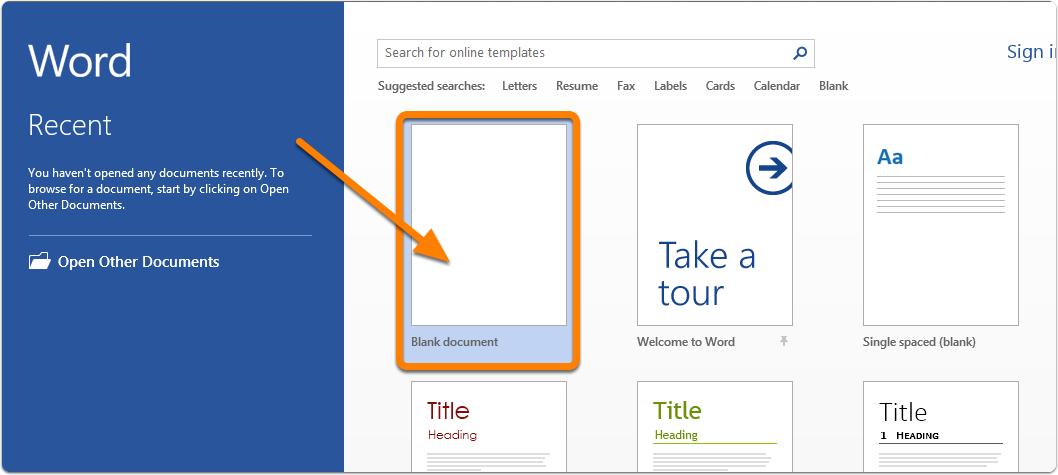 Word
Recent
You haven't opened any documents recently. To
browse for a document, start by clicking on Open
Other Documents.
Open Other Documents
Search for online templates
Sign i
Suggested searches: Letters Resume Fax Labels Cards Calendar Blank
Blank document
Take a
tour
Welcome to Word
Aa
Single spaced (blank)
Title
Heading
Title
Heading
Title
1 HEADING